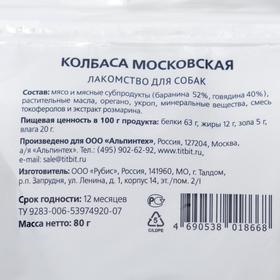 КОЛБАСА МОСКОВСКАЯ
ЛАКОМСТВО ДЛЯ СОБАК
Состав: мясо и мясные субпродукты (баранина 52%, говядина 40%),
растительные масла, орегано, укроп, минеральные вещества, смесь
токоферолов и экстракт розмарина.
Пищевая ценность в 100 г продукта: белки 63 г, жиры 12 г, зола 5 г,
влага 20 г.
Произведено для ООО «Альпинтех», Россия, 127204, Москва,
а/я «Альпинтех», Тел.: (495) 902-62-92, www.titbit.ru,
e-mail: sale@titbit.ru
Изготовитель: ООО «Рубис», Россия, 141960, МО, г. Талдом,
р.п. Запрудня, ул. Ленина, д. 1, корпус 14, эт./пом. 2/I
Срок годности: 12 месяцев
ТУ 9283-006-53974920-07
Масса нетто: 80 г
5
C/LDPE
4 690538 018668